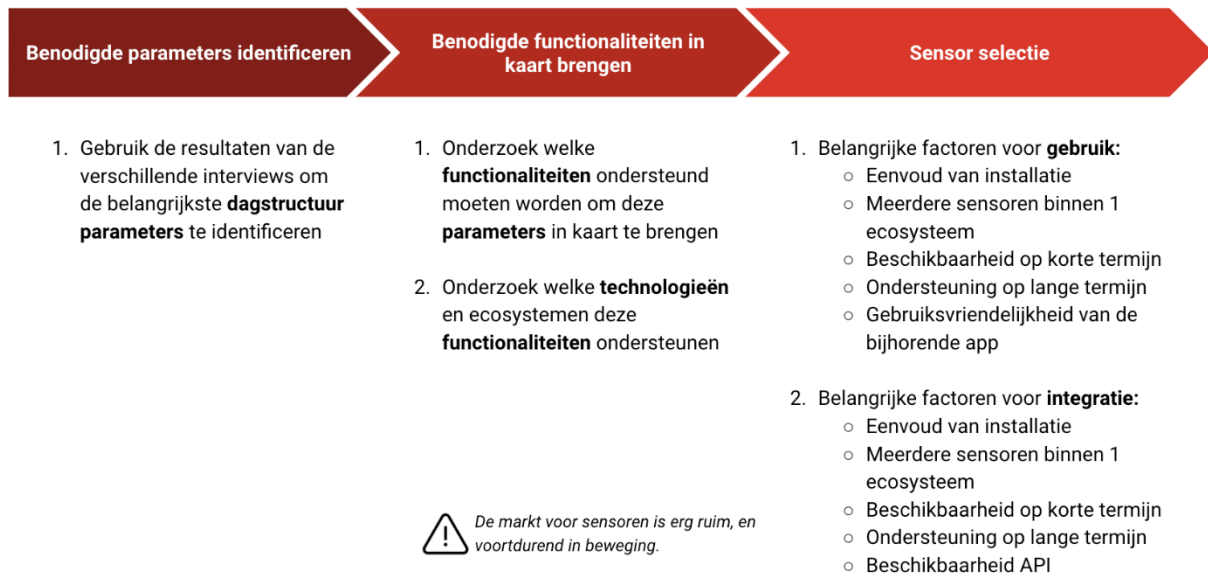 Benodigde parameters identificeren
Benodigde functionaliteiten in
kaart brengen
Sensor selectie
1. Gebruik de resultaten van de
verschillende interviews om
de belangrijkste dagstructuur
parameters te identificeren
1. Onderzoek welke
functionaliteiten ondersteund
moeten worden om deze
parameters in kaart te brengen
2. Onderzoek welke technologieën
en ecosystemen deze
functionaliteiten ondersteunen
De markt voor sensoren is erg ruim, en
voortdurend in beweging.
1. Belangrijke factoren voor gebruik:
○ Eenvoud van installatie
○ Meerdere sensoren binnen 1
ecosysteem
○ Beschikbaarheid op korte termijn
○ Ondersteuning op lange termijn
○ Gebruiksvriendelijkheid van de
bijhorende app
2. Belangrijke factoren voor integratie:
○ Eenvoud van installatie
○ Meerdere sensoren binnen 1
ecosysteem
○ Beschikbaarheid op korte termijn
○ Ondersteuning op lange termijn
○ Beschikbaarheid API